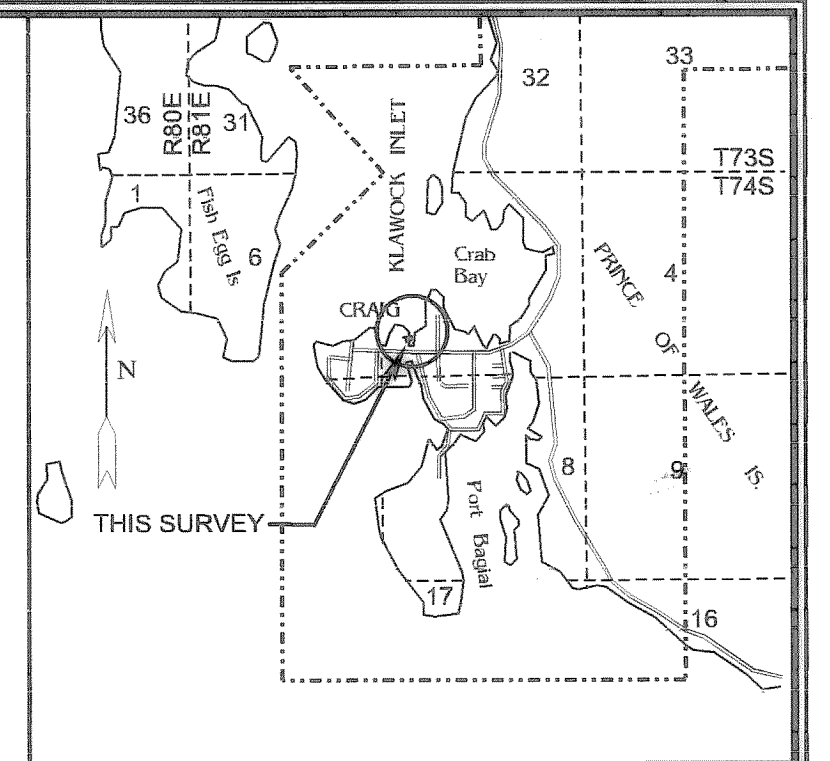 33
32
36
R80E
R81E
31
KLAWOCK INLET
T73S
T74S
1
Fish Egg Is
6
Crab
Bay
PRINCE OF WALES IS.
4
CRAIG
N
8
9
Port Bagial
THIS SURVEY
17
16